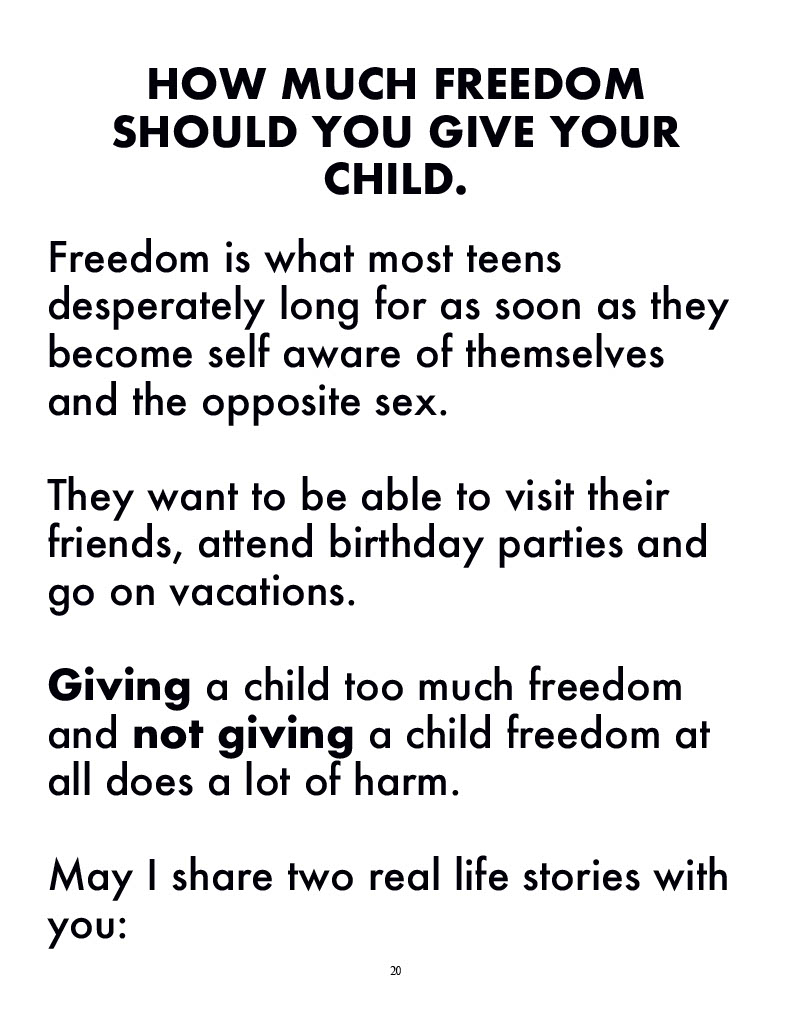 HOW MUCH FREEDOM
SHOULD YOU GIVE YOUR
CHILD.
Freedom is what most teens
desperately long for as soon as they
become self aware of themselves
and the opposite sex.
They want to be able to visit their
friends, attend birthday parties and
go on vacations.
Giving a child too much freedom
and not giving a child freedom at
all does a lot of harm.
May I share two real life stories with
you:
20